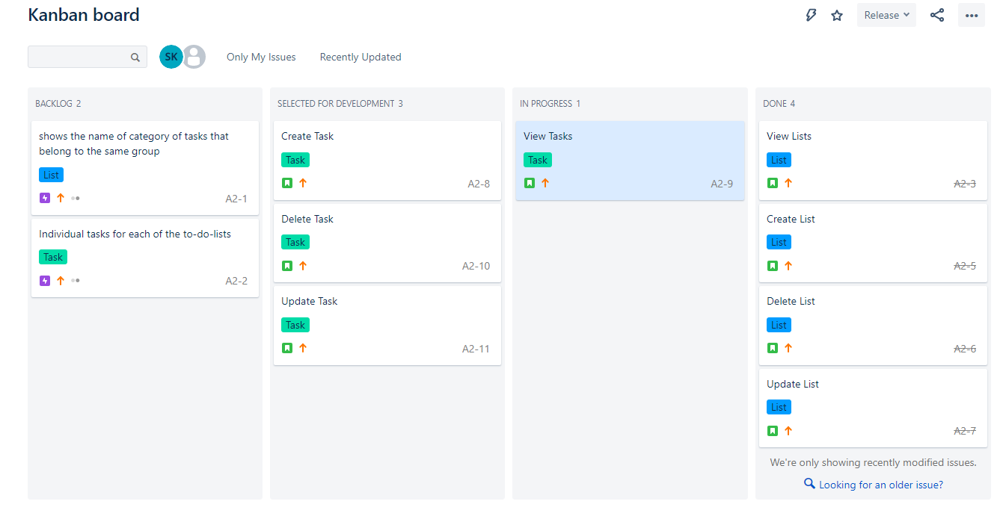 Kanban board
Release
SK
Only My Issues
Recently Updated
BACKLOG 2
shows the name of category of tasks that
belong to the same group
List
A2-1
Individual tasks for each of the to-do-lists
Task
A2-2
SELECTED FOR DEVELOPMENT 3
Create Task
Task
A2-8
Delete Task
Task
A2-10
Update Task
Task
A2-11
IN PROGRESS 1
View Tasks
Task
A2-9
DONE 4
View Lists
List
A2-3
Create List
List
A2-5
Delete List
List
A2-6
Update List
List
A2-7
We're only showing recently modified issues.
Looking for an older issue?